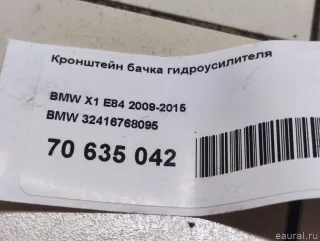 Кронштейн бачка гидроусилителя
BMW X1 E84 2009-2015
BMW 32416768095
70 635 042
eaural.ru